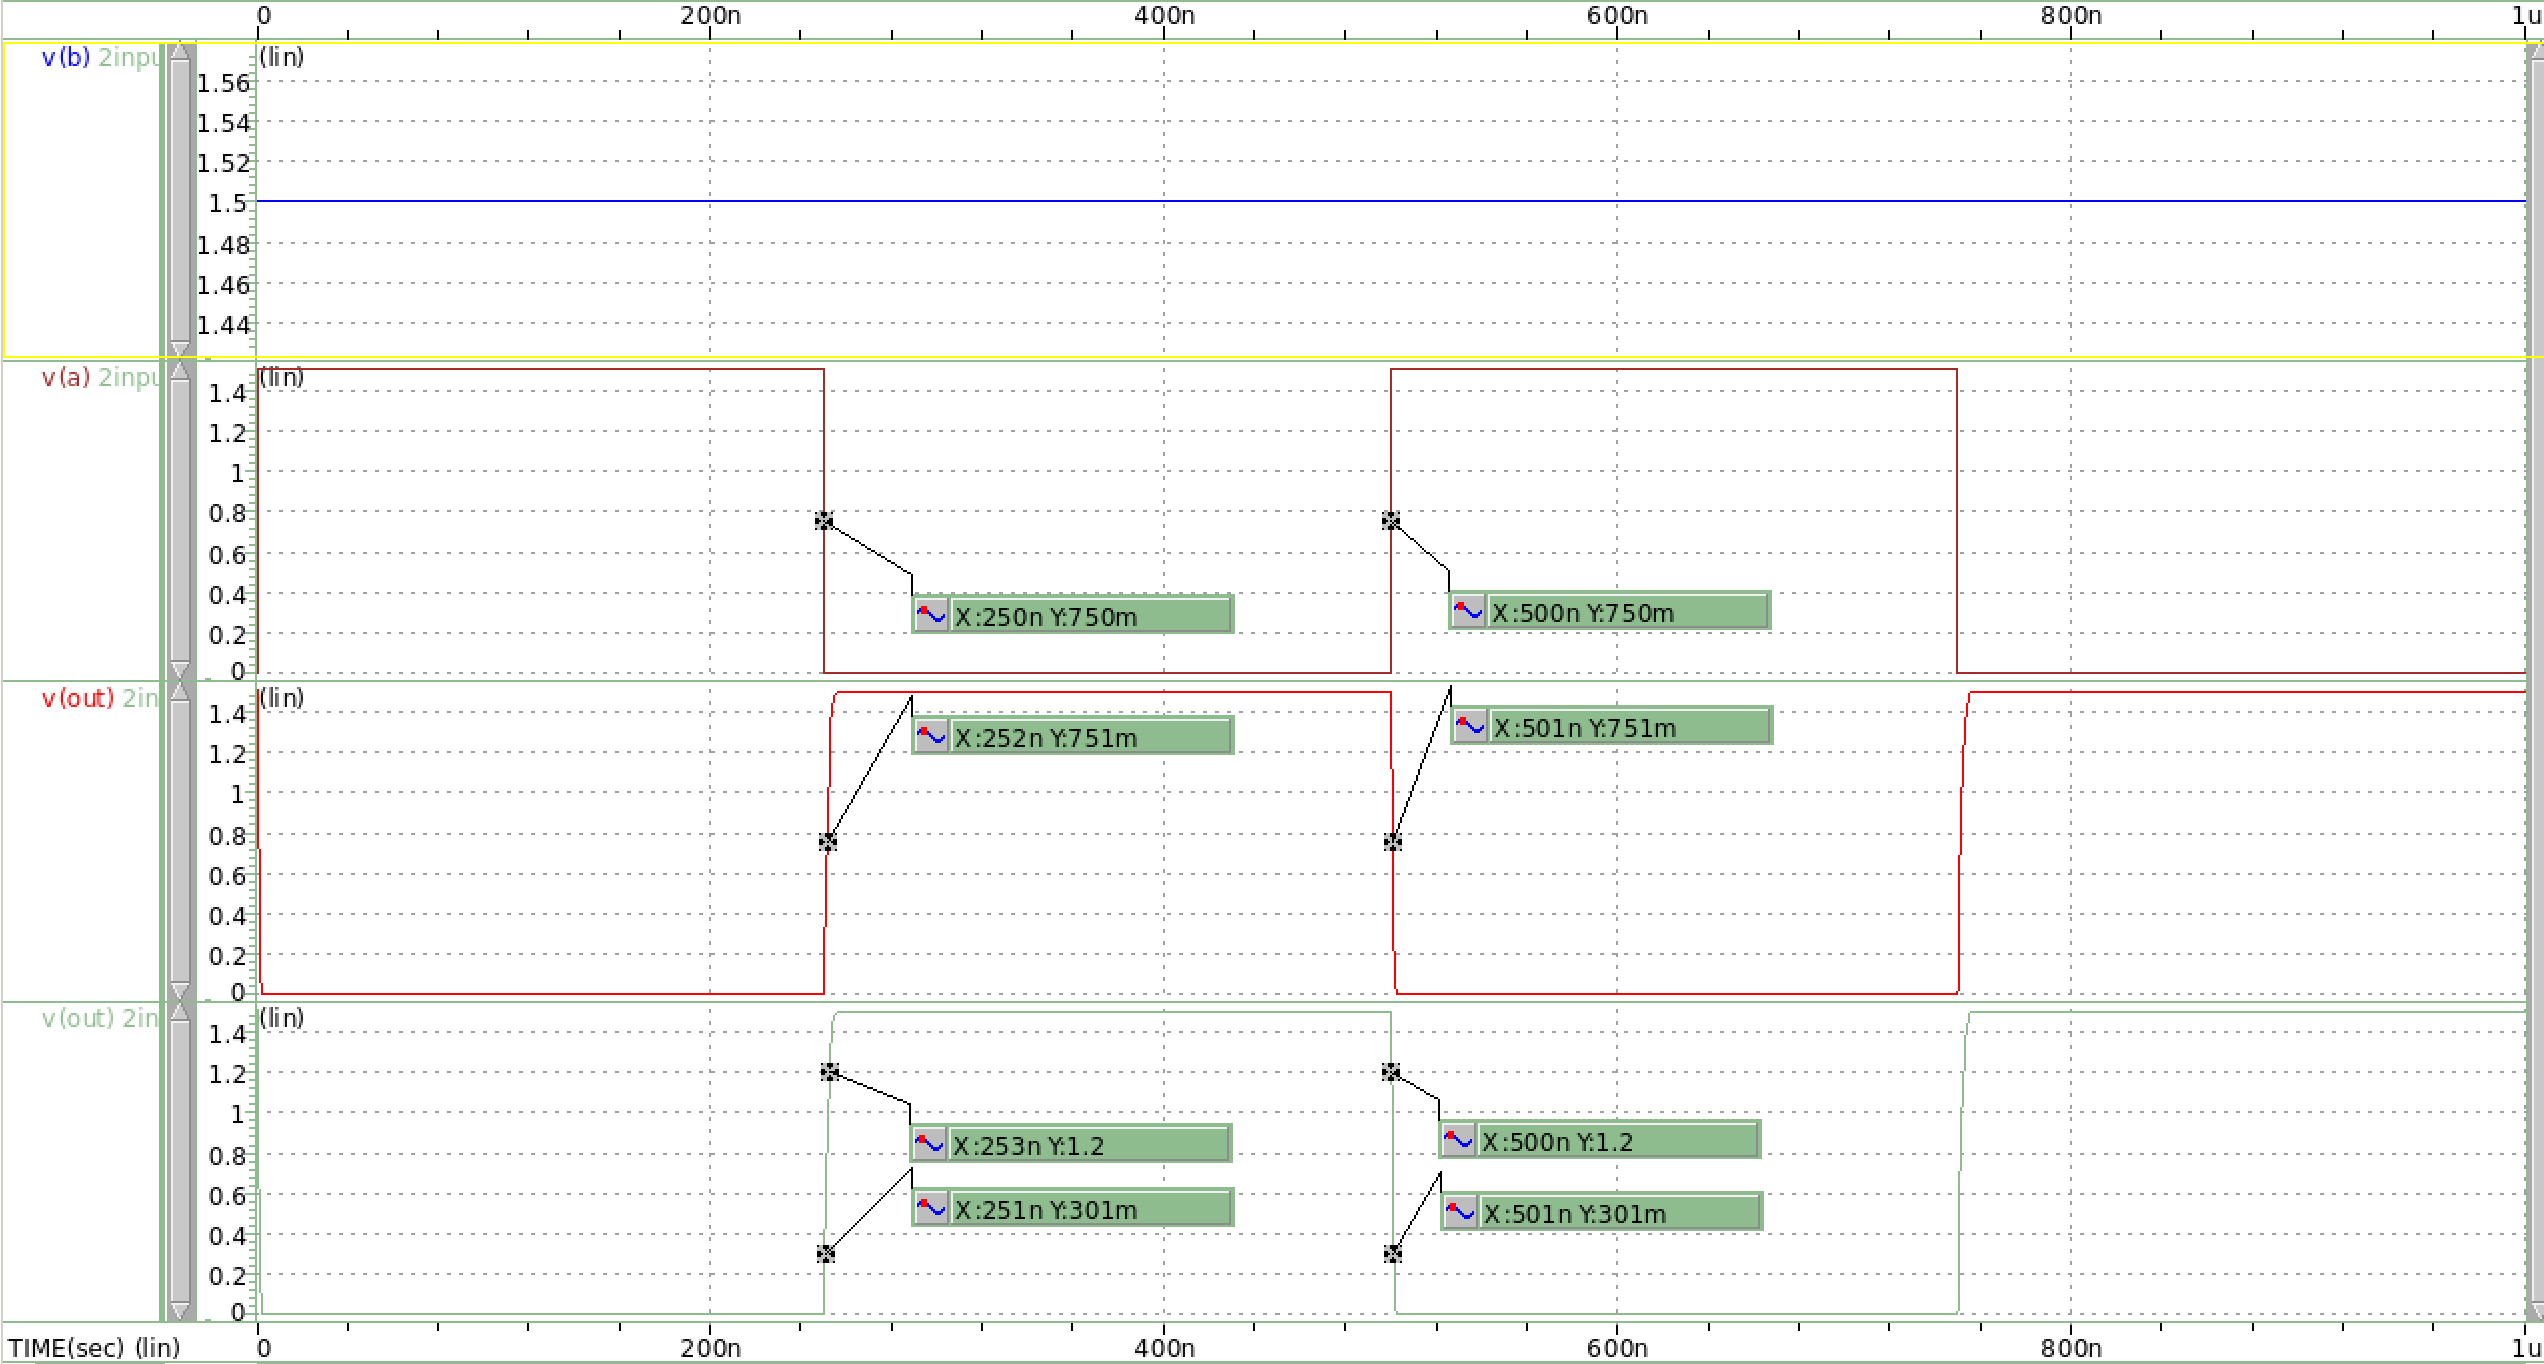 0 200n 400n 600n 800n 1u
v(b) 2inpu (lin)
1.56
1.54
1.52
1.5
1.48
1.46
1.44
v(a) 2inpu (lin)
1.4
1.2
1
0.8
0.6
0.4
0.2
0
X:250n Y:750m
X:500n Y:750m
v(out) 2in (lin)
1.4
1.2
1
0.8
0.6
0.4
0.2
0
X:252n Y:751m
X:501n Y:751m
v(out) 2in (lin)
1.4
1.2
1
0.8
0.6
0.4
0.2
0
X:253n Y:1.2
X:500n Y:1.2
X:251n Y:301m
X:501n Y:301m
TIME(sec) (lin) 0 200n 400n 600n 800n 1u